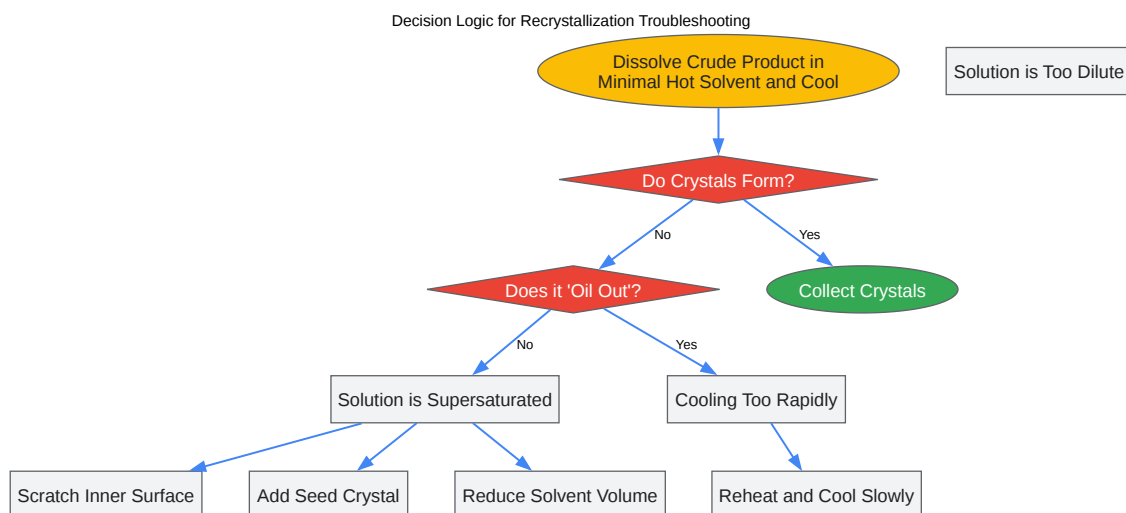 Decision Logic for Recrystallization Troubleshooting
Dissolve Crude Product in
Minimal Hot Solvent and Cool
Solution is Too Dilute
Do Crystals Form?
No
Yes
Does it 'Oil Out'?
Collect Crystals
No
Yes
Solution is Supersaturated
Cooling Too Rapidly
Scratch Inner Surface
Add Seed Crystal
Reduce Solvent Volume
Reheat and Cool Slowly